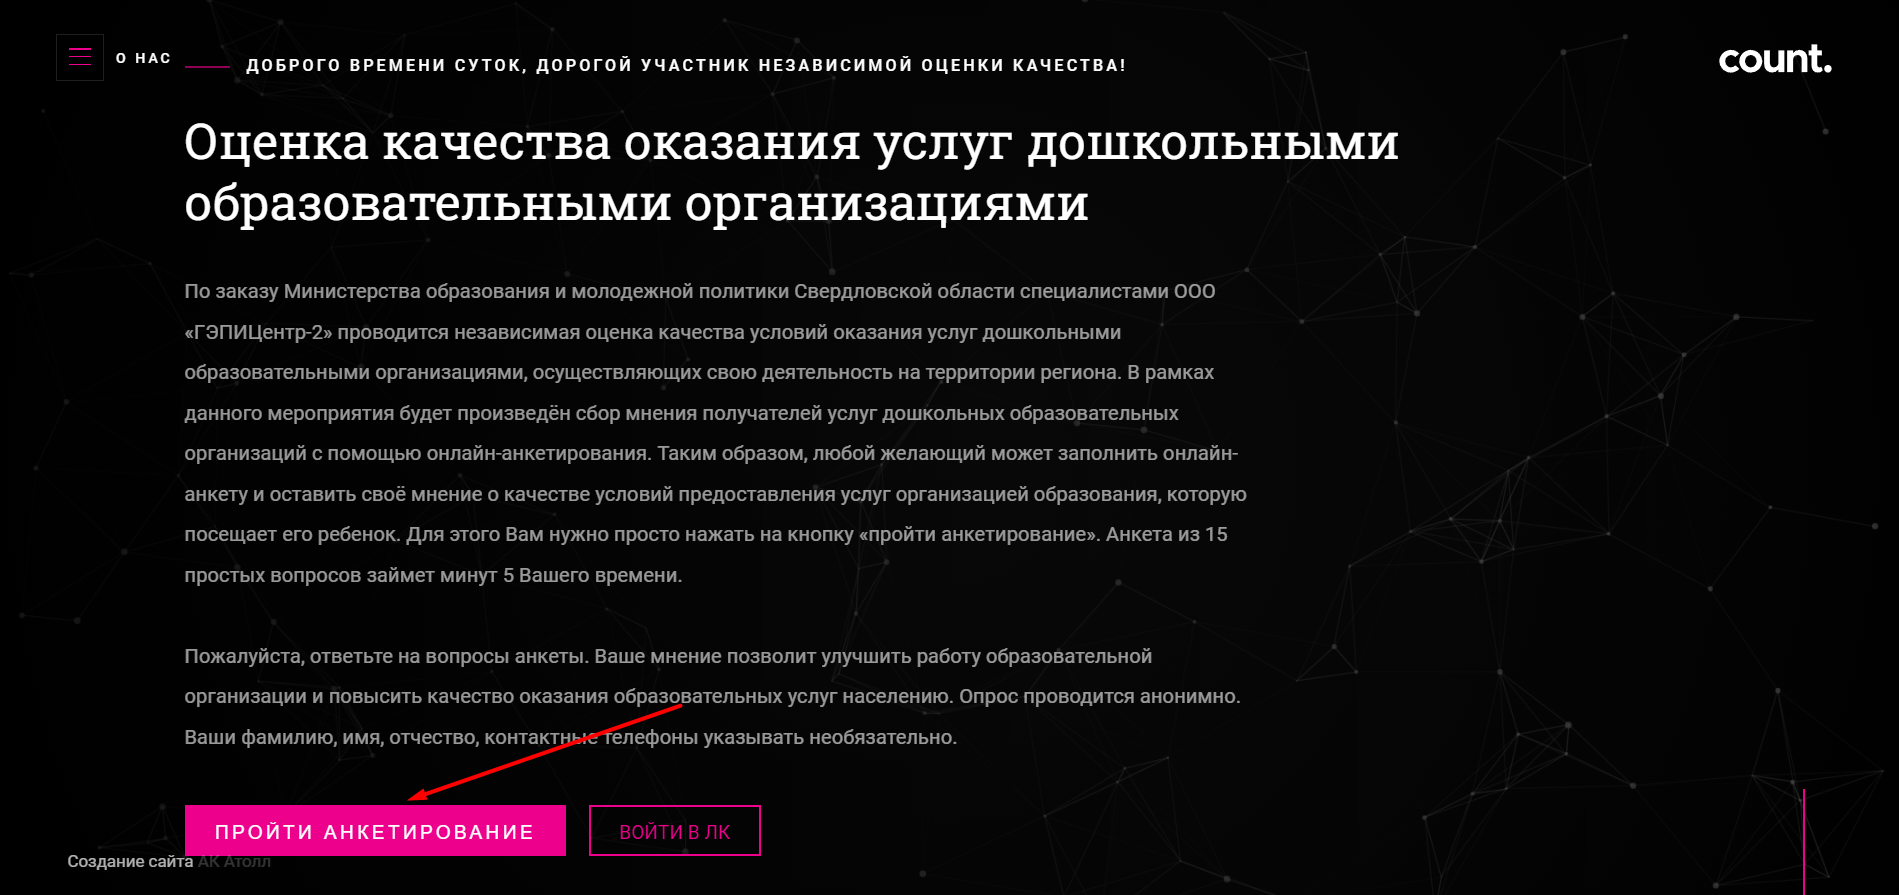 О НАС
ДОБРОГО ВРЕМЕНИ СУТОК, ДОРОГОЙ УЧАСТНИК НЕЗАВИСИМОЙ ОЦЕНКИ КАЧЕСТВА!
count.
Оценка качества оказания услуг дошкольными
образовательными организациями
По заказу Министерства образования и молодежной политики Свердловской области специалистами ООО
«ГЭПИЦентр-2» проводится независимая оценка качества условий оказания услуг дошкольными
образовательными организациями, осуществляющих свою деятельность на территории региона. В рамках
данного мероприятия будет произведён сбор мнения получателей услуг дошкольных образовательных
организаций с помощью онлайн-анкетирования. Таким образом, любой желающий может заполнить онлайн-
анкету и оставить своё мнение о качестве условий предоставления услуг организацией образования, которую
посещает его ребенок. Для этого Вам нужно просто нажать на кнопку «пройти анкетирование». Анкета из 15
простых вопросов займет минут 5 Вашего времени.
Пожалуйста, ответьте на вопросы анкеты. Ваше мнение позволит улучшить работу образовательной
организации и повысить качество оказания образовательных услуг населению. Опрос проводится анонимно.
Ваши фамилию, имя, отчество, контактные телефоны указывать необязательно.
ПРОЙТИ АНКЕТИРОВАНИЕ
ВОЙТИ В ЛК
Создание сайта АК Атолл